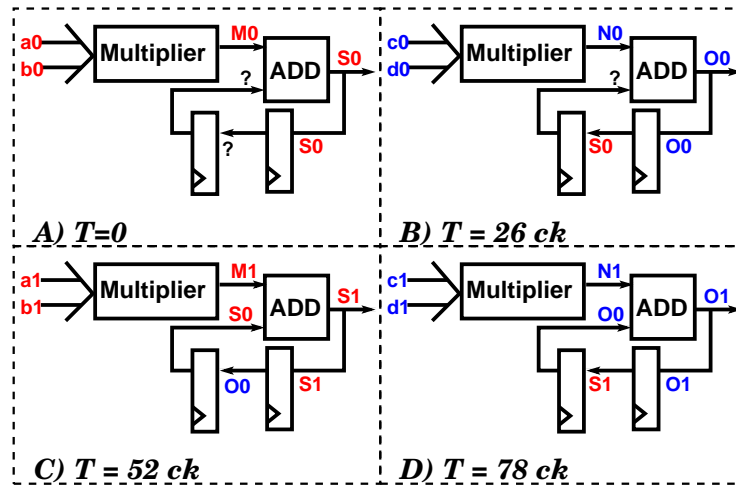 a0
b0
Multiplier
M0
?
ADD
S0
?
S0
A) T=0
c0
d0
Multiplier
N0
?
ADD
O0
S0
O0
B) T = 26 ck
a1
b1
Multiplier
M1
S0
ADD
S1
O0
S1
C) T = 52 ck
c1
d1
Multiplier
N1
O0
ADD
O1
S1
O1
D) T = 78 ck